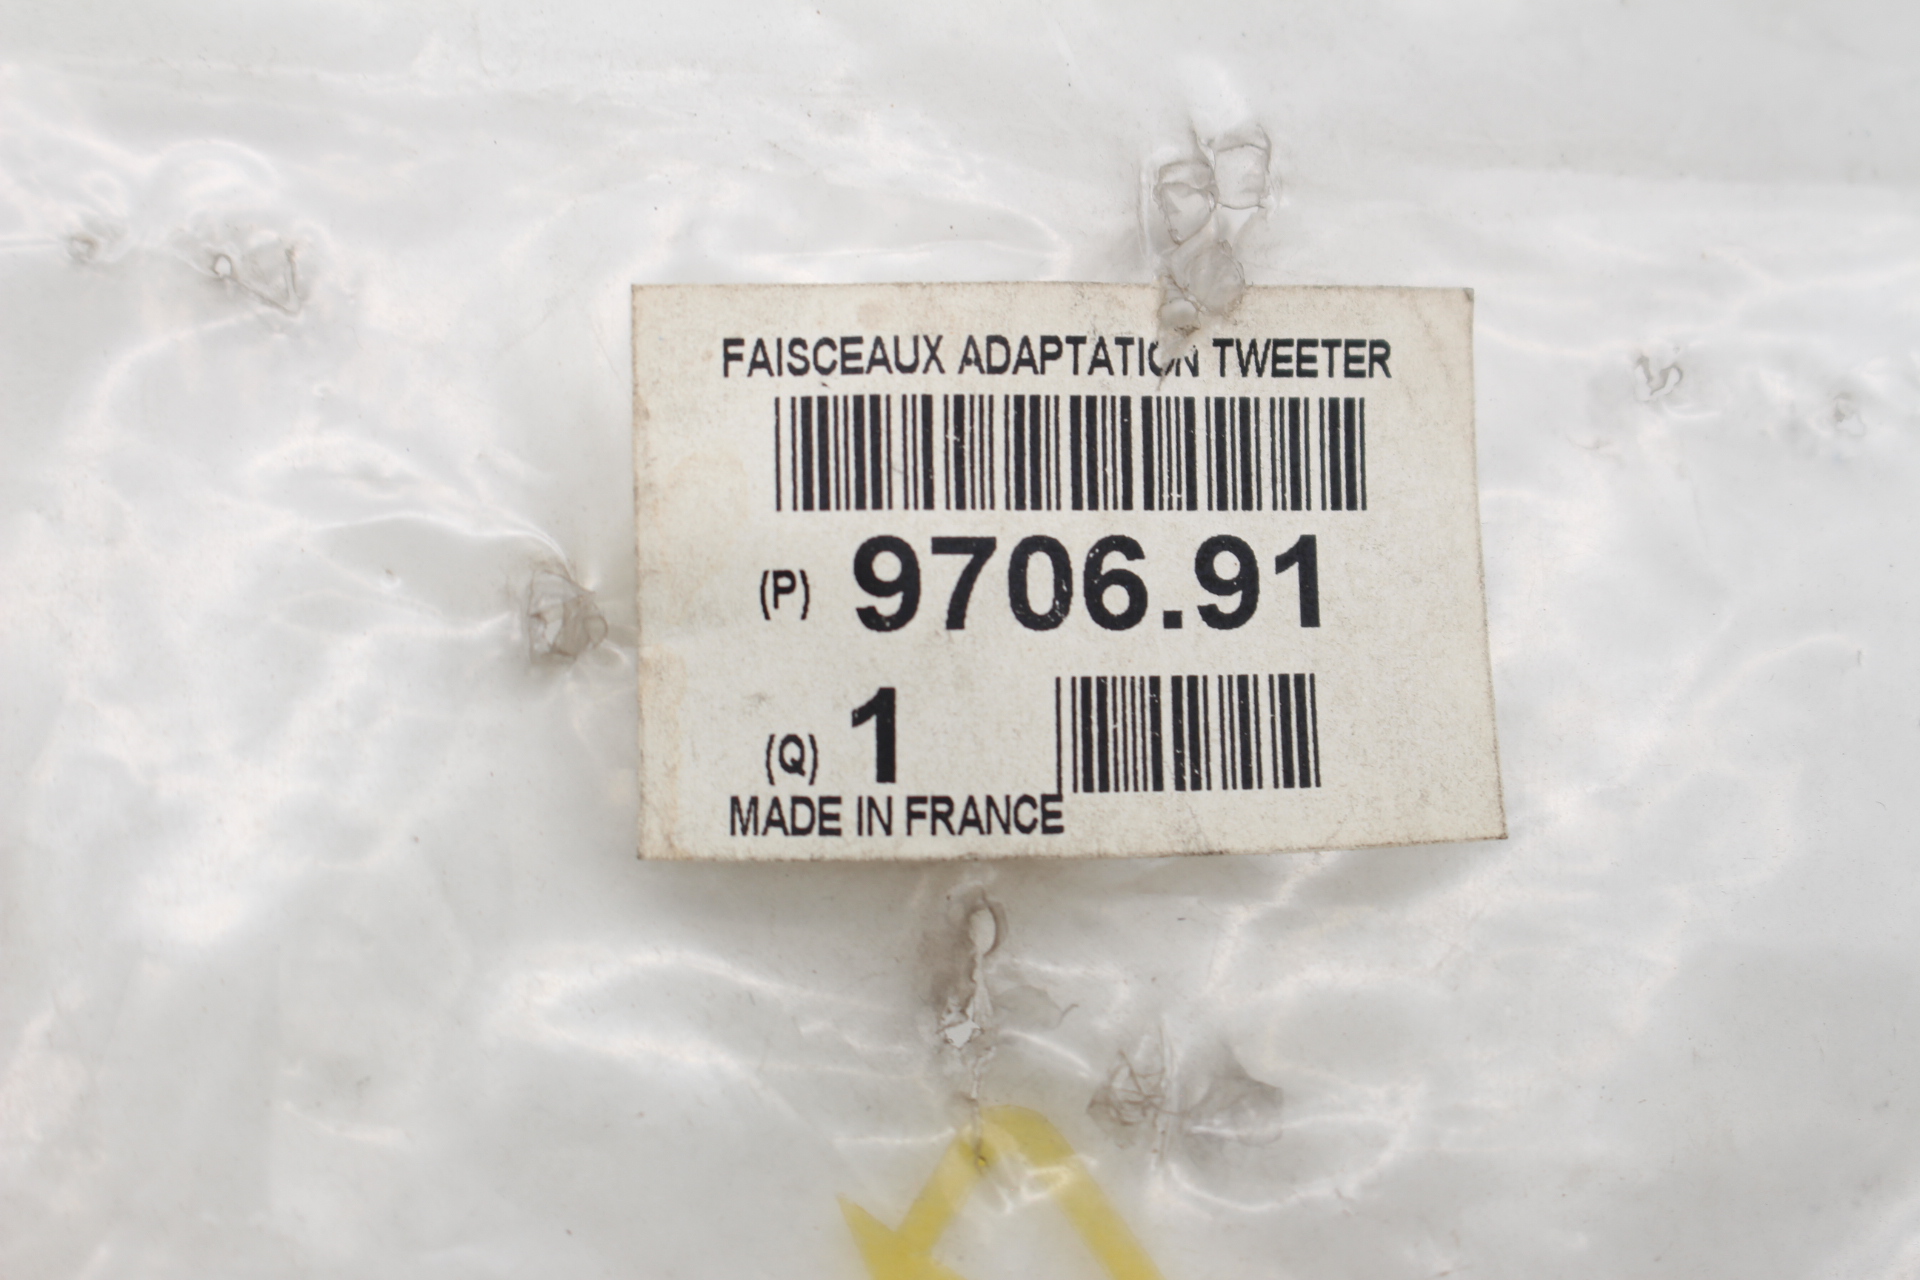 FAISCEAUX ADAPTATION TWEETER
(P) 9706.91
(Q) 1
MADE IN FRANCE